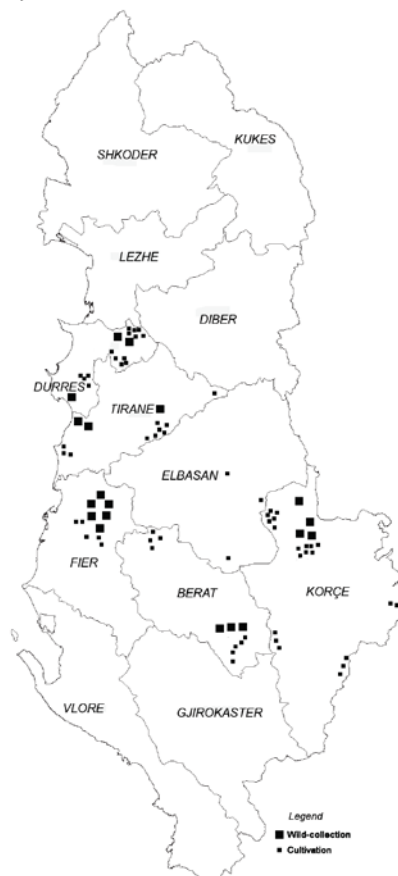 KUKES
SHKODER
LEZHE
DIBER
DURRES
TIRANE
ELBASAN
FIER
BERAT
KORÇE
VLORE
GJIROKASTER
Legend
Wild-collection
Cultivation